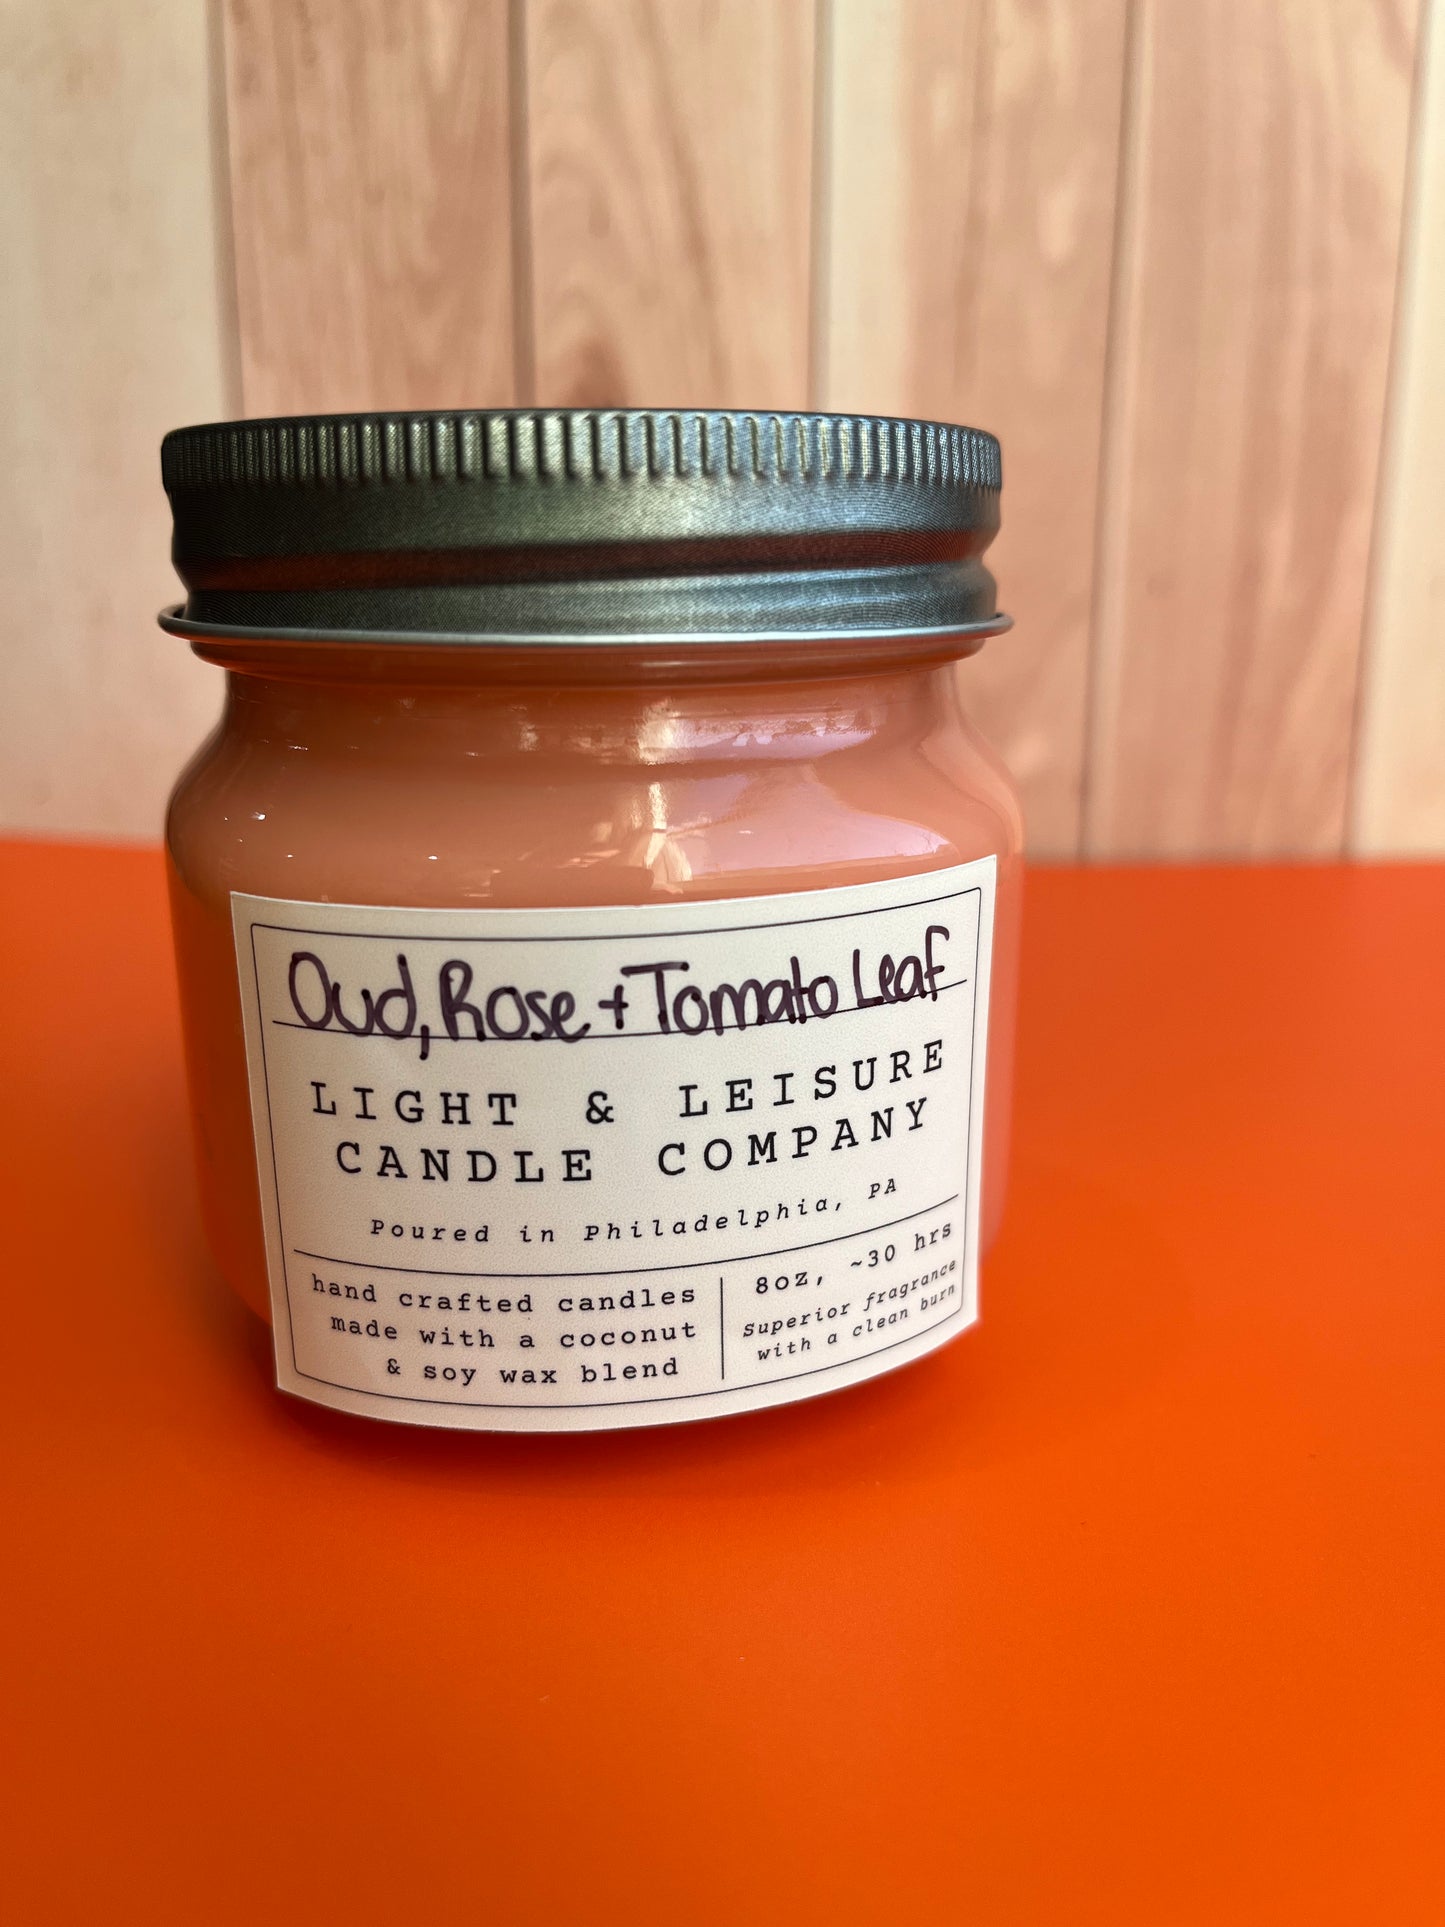 Oud, Rose + Tomato Leaf
LIGHT & LEISURE
CANDLE COMPANY
Poured in Philadelphia, PA
hand crafted candles
made with a coconut
& soy wax blend
8oz, ~30 hrs
Superior fragrance
with a clean burn